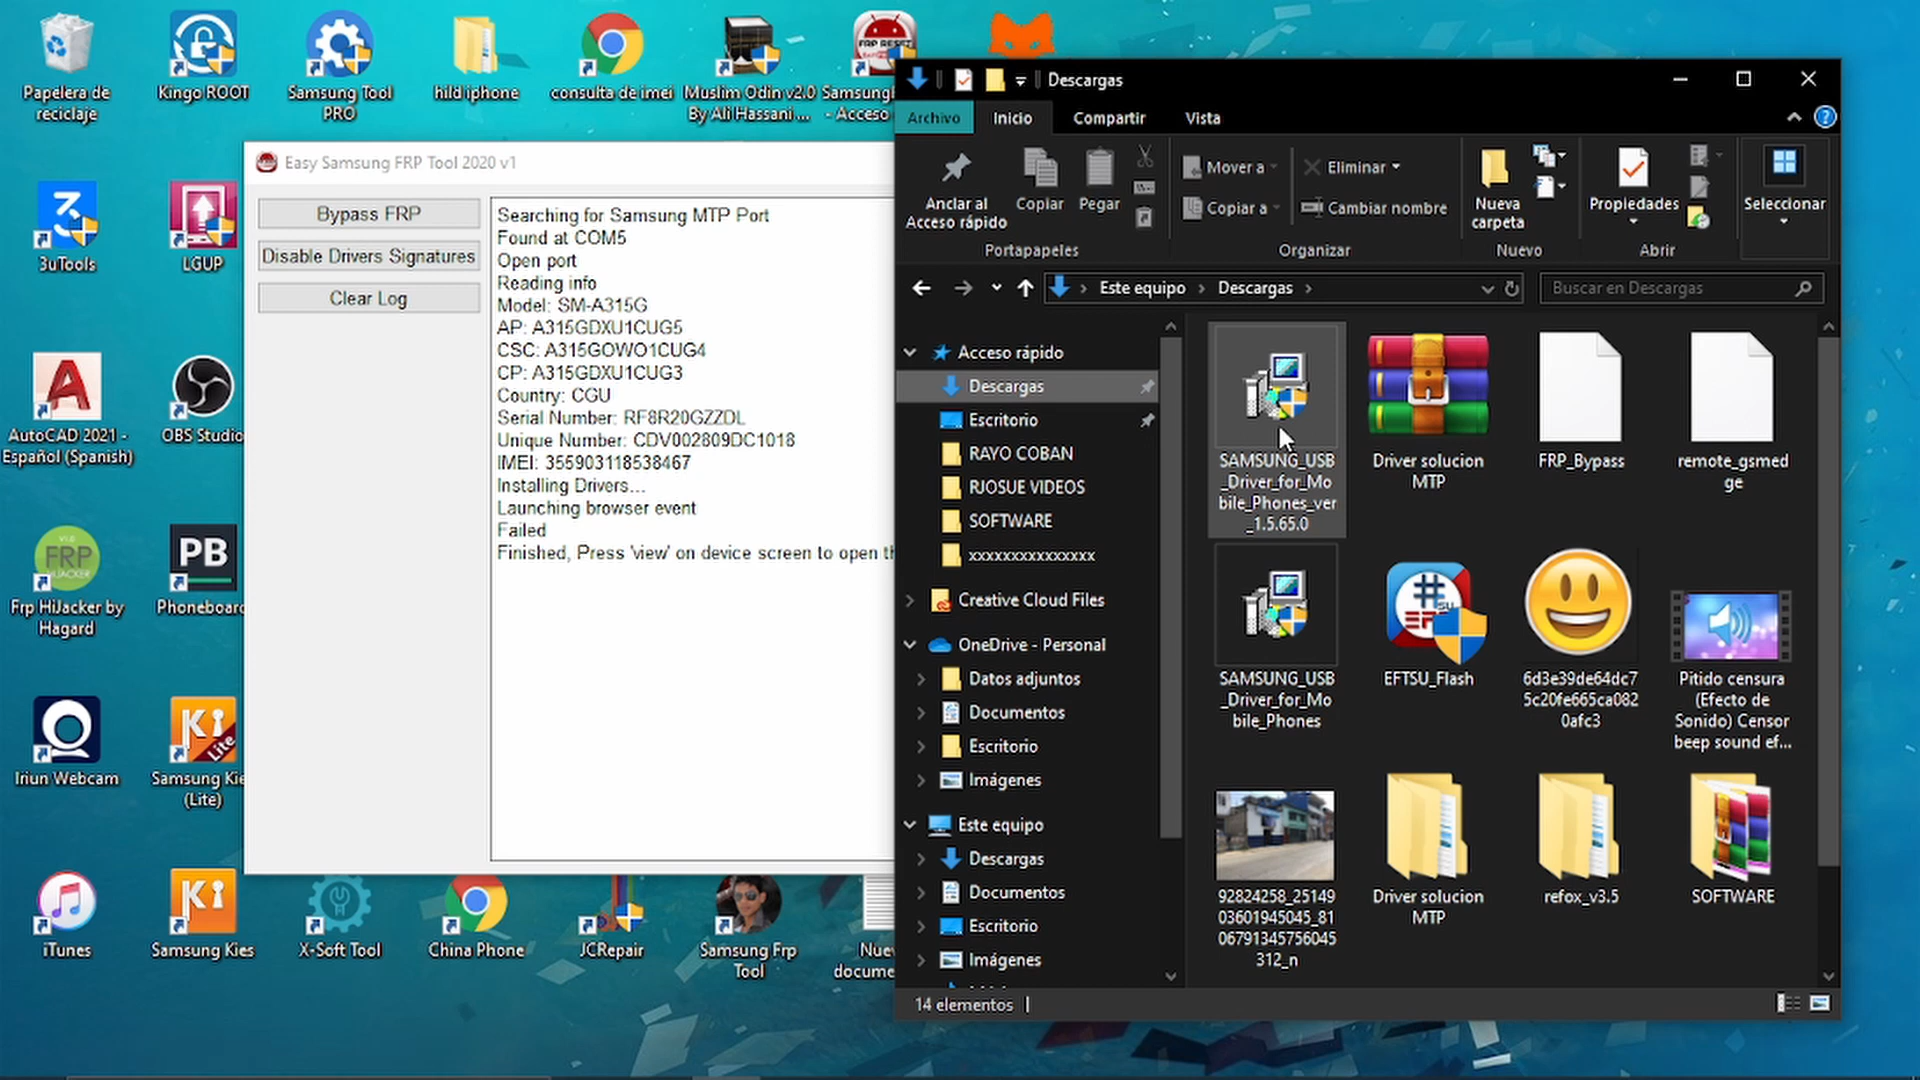 Papelera de
reciclaje
Kingo ROOT
Samsung Tool
PRO
hild iphone
consulta de imei
Muslim Odin v2.0
By Ali Hassani ...
- Acceso
FRP RESET
3uTools
LGUP
AutoCAD 2021 -
Español (Spanish)
OBS Studio
FRP
Frp HiJacker by
Hagard
PB
Phoneboard
Iriun Webcam
Ki
Lite
Samsung Kie
(Lite)
iTunes
Ki
Samsung Kies
X-Soft Tool
China Phone
JCRepair
Samsung Frp
Tool
Easy Samsung FRP Tool 2020 v1
Bypass FRP
Disable Drivers Signatures
Clear Log
Searching for Samsung MTP Port
Found at COM5
Open port
Reading info
Model: SM-A315G
AP: A315GDXU1CUG5
CSC: A315GOWO1CUG4
CP: A315GDXU1CUG3
Country: CGU
Serial Number: RF8R20GZZDL
Unique Number: CDV002809DC1018
IMEI: 355903118538467
Installing Drivers...
Launching browser event
Failed
Finished, Press 'view' on device screen to open th
Descargas
Archivo
Inicio
Compartir
Vista
Anclar al
Acceso rápido
Copiar
Pegar
Portapapeles
Mover a
Copiar a
Eliminar
Cambiar nombre
Organizar
Nueva
carpeta
Nuevo
Propiedades
Abrir
Seleccionar
Este equipo
Descargas
Buscar en Descargas
Acceso rápido
Descargas
Escritorio
RAYO COBAN
RJOSUE VIDEOS
SOFTWARE
xxxxxxxxxxxxxxx
Creative Cloud Files
OneDrive - Personal
Datos adjuntos
Documentos
Escritorio
Imágenes
Este equipo
Descargas
Documentos
Escritorio
Imágenes
SAMSUNG_USB
_Driver_for_Mo
bile_Phones_ver
_1.5.65.0
Driver solucion
MTP
FRP_Bypass
remote_gsmed
ge
SAMSUNG_USB
_Driver_for_Mo
bile_Phones
EFTSU_Flash
6d3e39de64dc7
5c20fe665ca082
0afc3
Pitido censura
(Efecto de
Sonido) Censor
beep sound ef...
92824258_25149
03601945045_81
06791345756045
312_n
Driver solucion
MTP
refox_v3.5
SOFTWARE
14 elementos